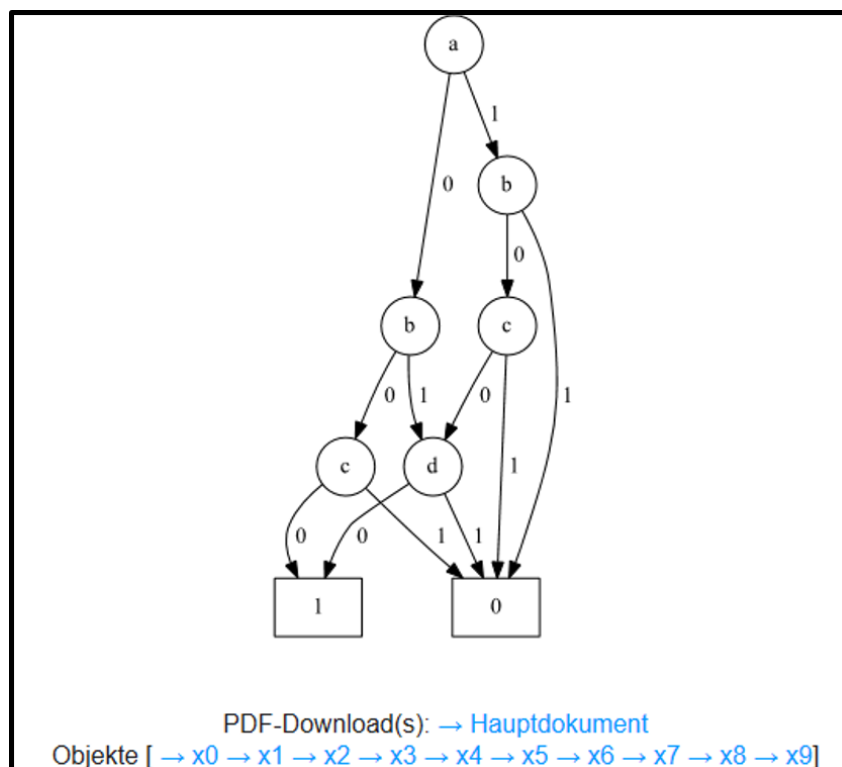 a
1
0
b
0
b
c
0
1
0
1
c
d
1
0
0
1
1
1
0
PDF-Download(s): → Hauptdokument
Objekte [ → x0 → x1 → x2 → x3 → x4 → x5 → x6 → x7 → x8 → x9]